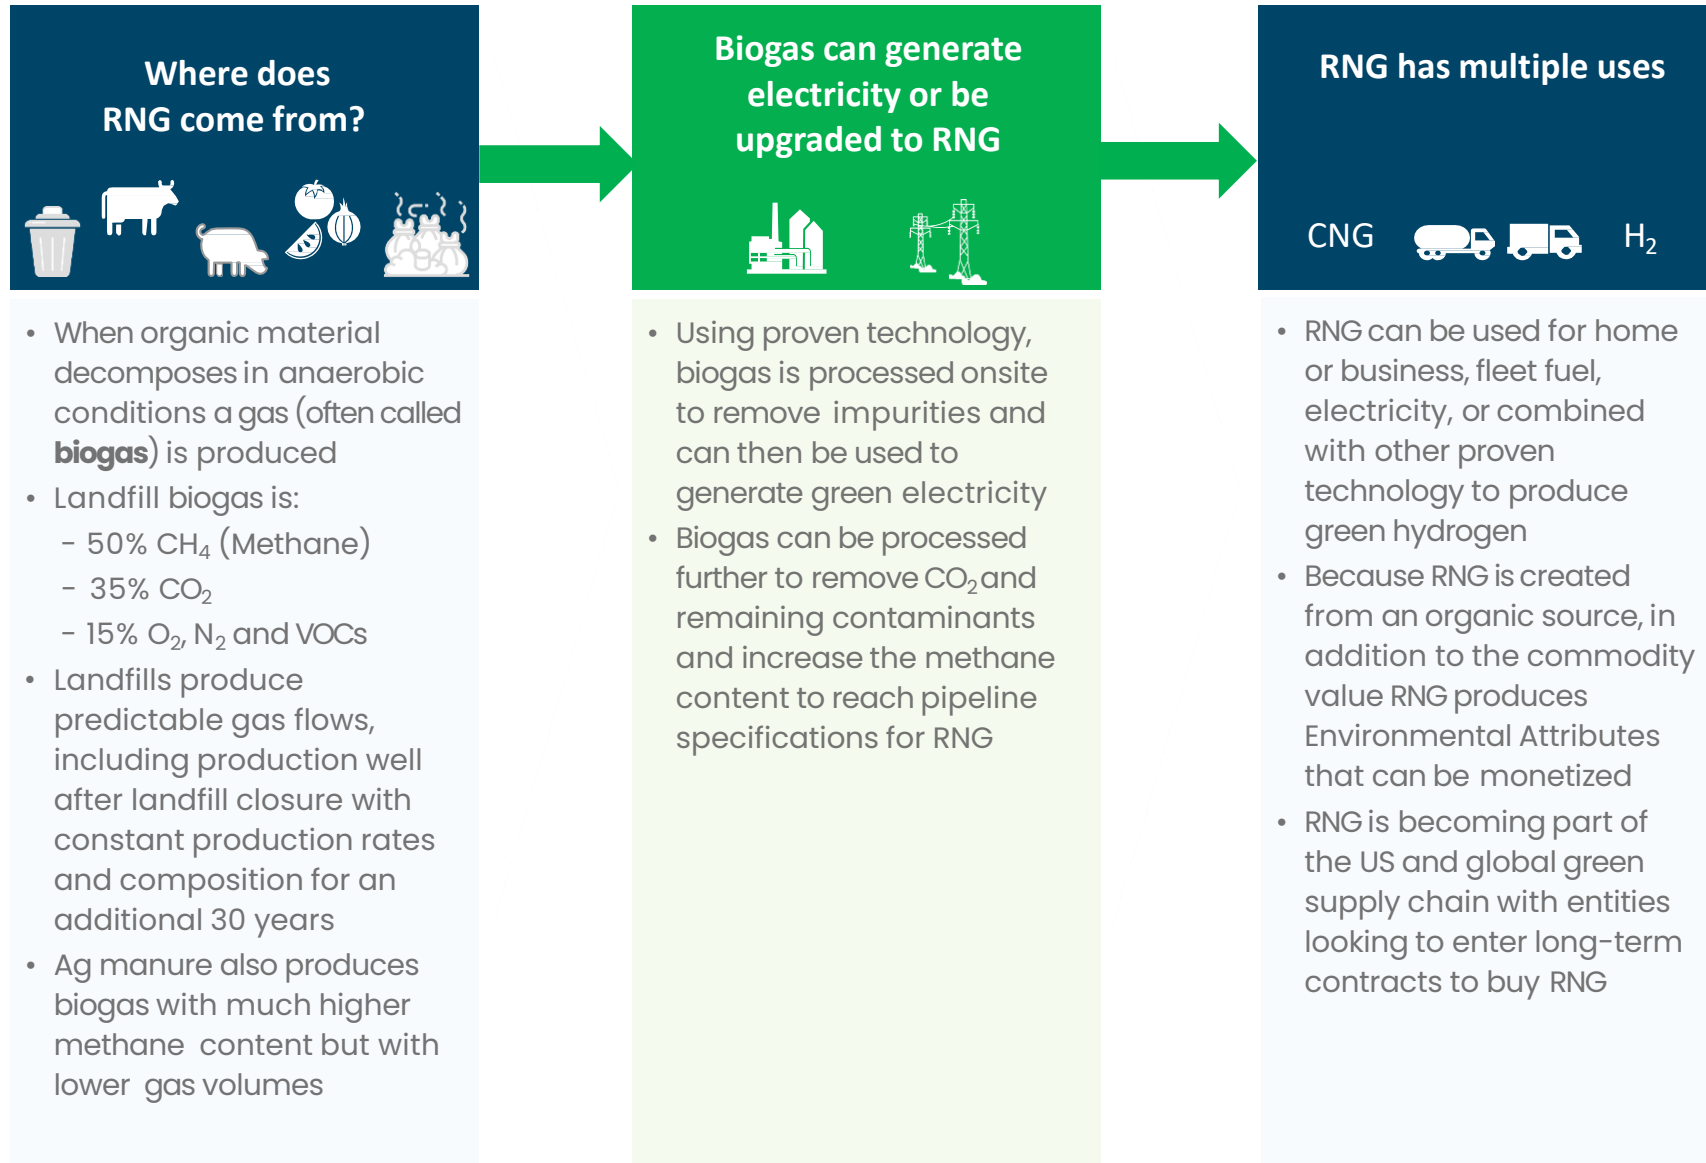 Where does
RNG come from?
• When organic material
decomposes in anaerobic
conditions a gas (often called
biogas) is produced
• Landfill biogas is:
- 50% CH₄ (Methane)
- 35% CO₂
- 15% O₂, N₂ and VOCs
• Landfills produce
predictable gas flows,
including production well
after landfill closure with
constant production rates
and composition for an
additional 30 years
• Ag manure also produces
biogas with much higher
methane content but with
lower gas volumes
Biogas can generate
electricity or be
upgraded to RNG
• Using proven technology,
biogas is processed onsite
to remove impurities and
can then be used to
generate green electricity
• Biogas can be processed
further to remove CO₂ and
remaining contaminants
and increase the methane
content to reach pipeline
specifications for RNG
RNG has multiple uses
CNG H₂
• RNG can be used for home
or business, fleet fuel,
electricity, or combined
with other proven
technology to produce
green hydrogen
• Because RNG is created
from an organic source, in
addition to the commodity
value RNG produces
Environmental Attributes
that can be monetized
• RNG is becoming part of
the US and global green
supply chain with entities
looking to enter long-term
contracts to buy RNG